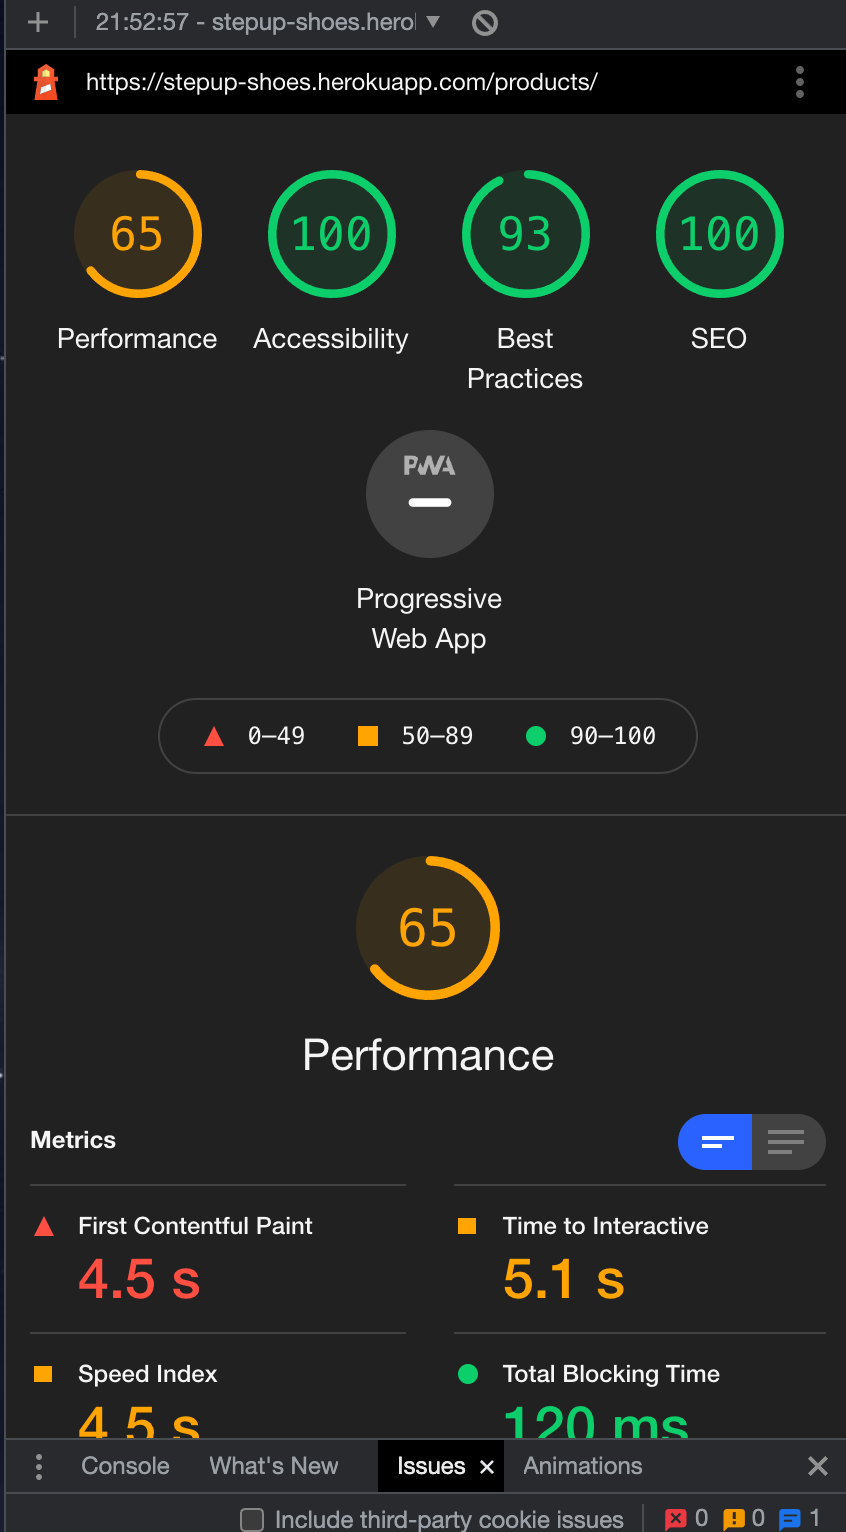 21:52:57 - stepup-shoes.hero
https://stepup-shoes.herokuapp.com/products/
65
100
93
100
Performance
Accessibility
Best
Practices
SEO
PWA
Progressive
Web App
0–49
50–89
90–100
65
Performance
Metrics
First Contentful Paint
4.5 s
Time to Interactive
5.1 s
Speed Index
4.5 s
Total Blocking Time
120 ms
Console
What's New
Issues
Animations
Include third-party cookie issues
0
0
1